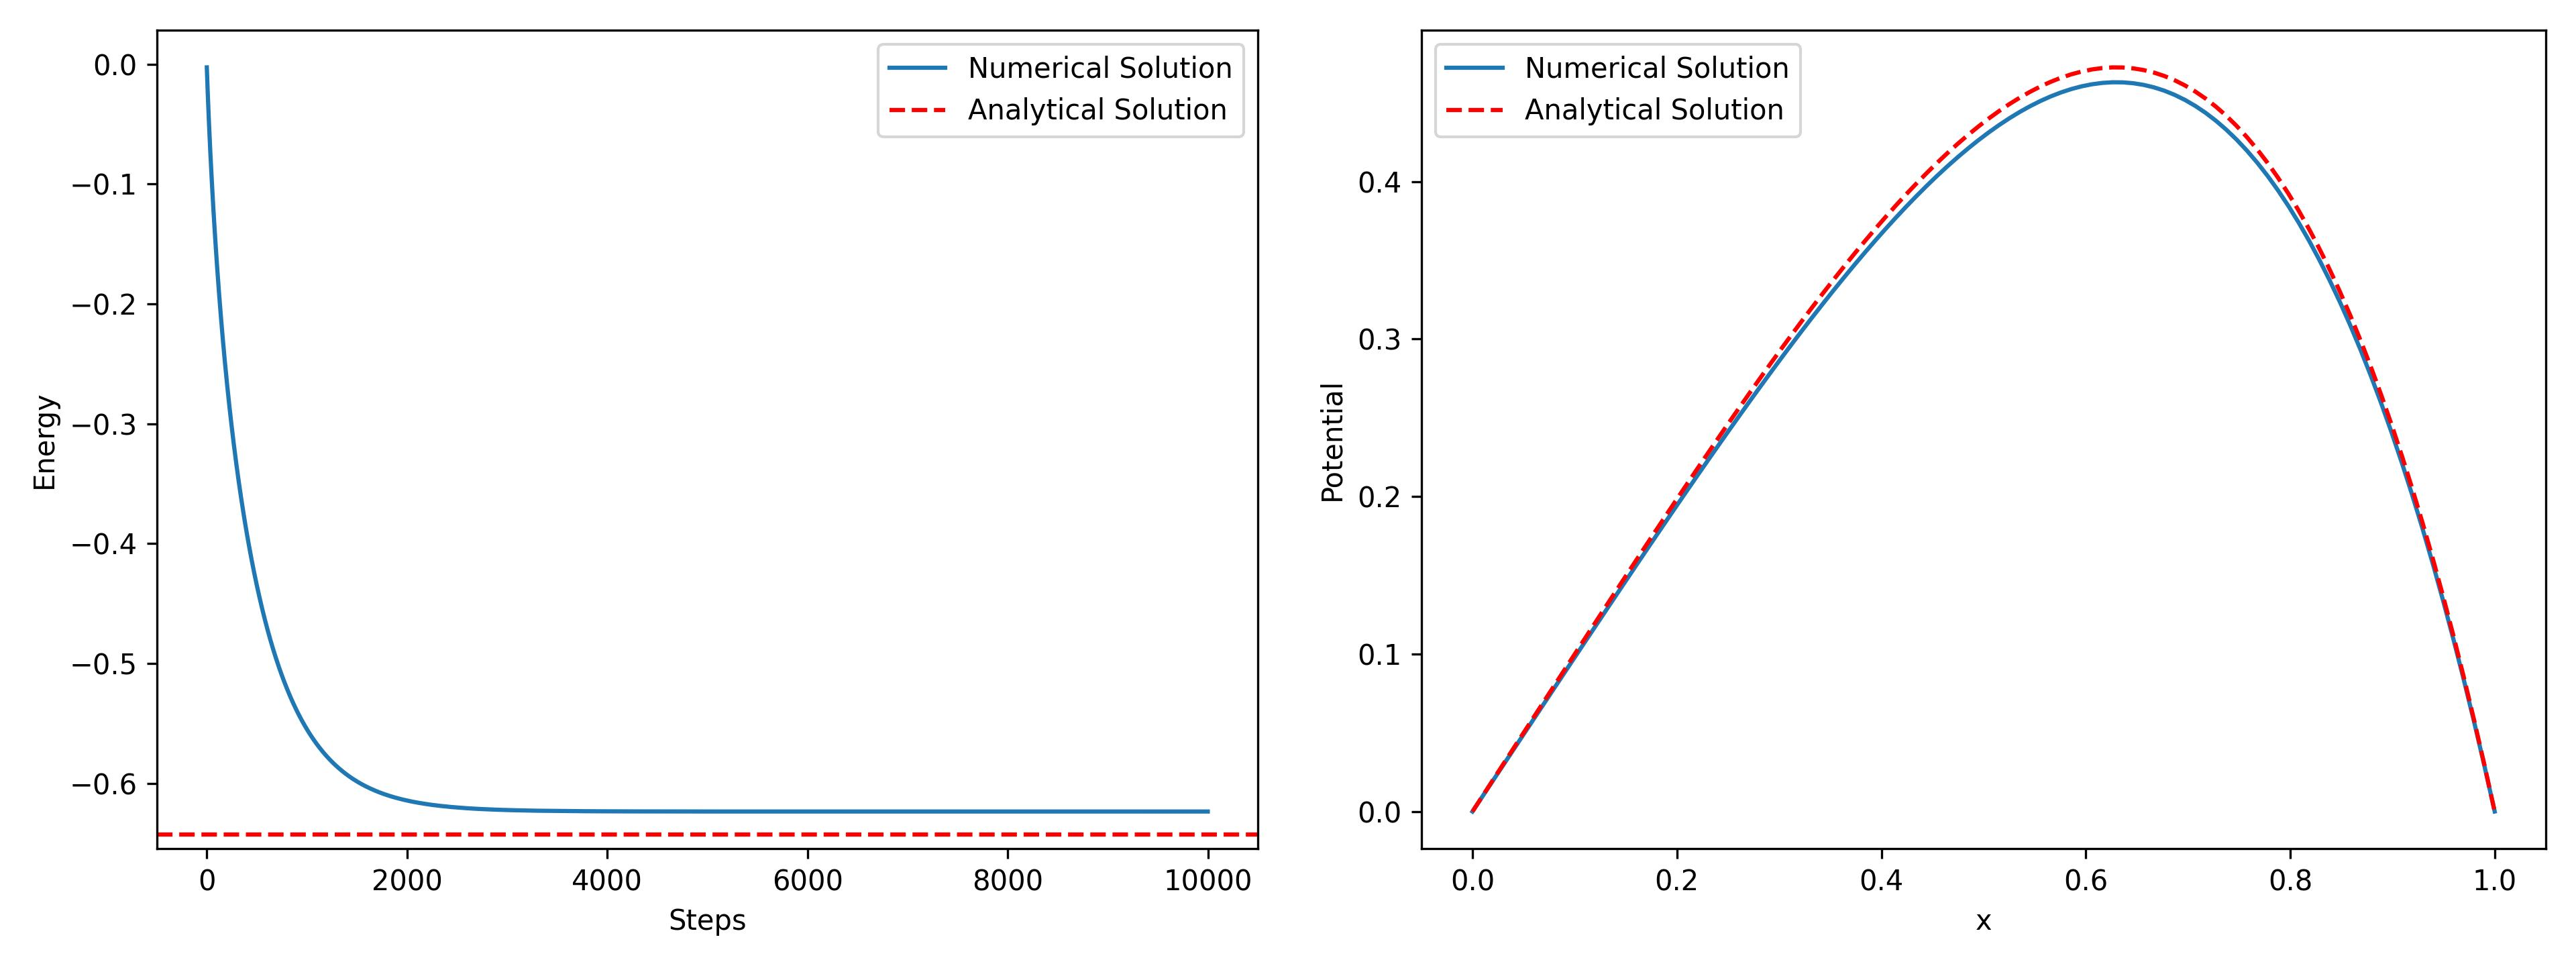 Numerical Solution
Analytical Solution
0.0
−0.1
−0.2
−0.3
−0.4
−0.5
−0.6
Energy
0 2000 4000 6000 8000 10000
Steps
Numerical Solution
Analytical Solution
0.4
0.3
0.2
0.1
0.0
Potential
0.0 0.2 0.4 0.6 0.8 1.0
x